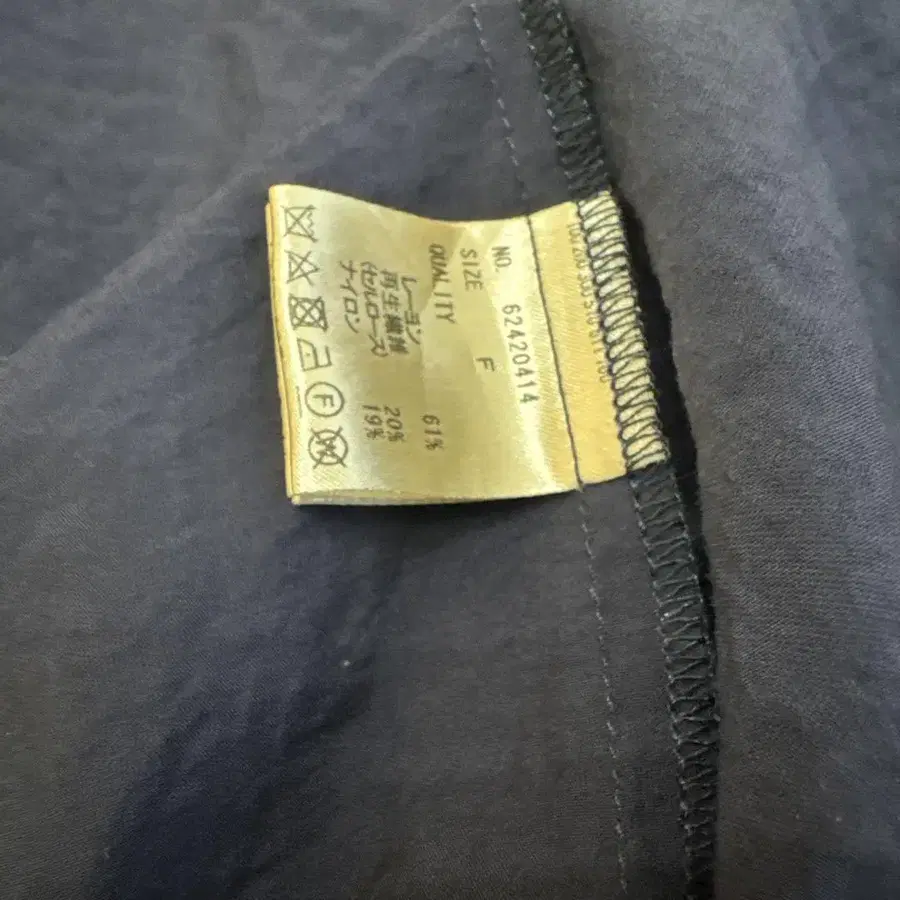 NO. 62420414
SIZE F
QUALITY
レーヨン 61%
再生繊維
(セルロース) 20%
ナイロン 19%
F
W